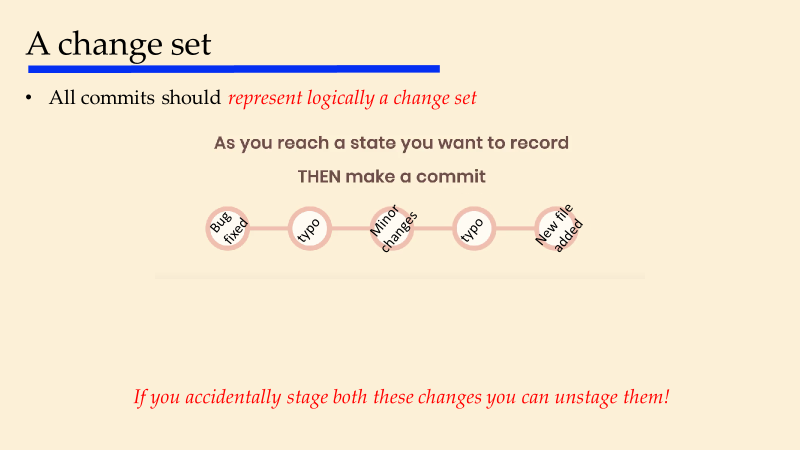 A change set
• All commits should represent logically a change set
As you reach a state you want to record
THEN make a commit
Bug
fixed
typo
Minor
changes
typo
New file
added
If you accidentally stage both these changes you can unstage them!